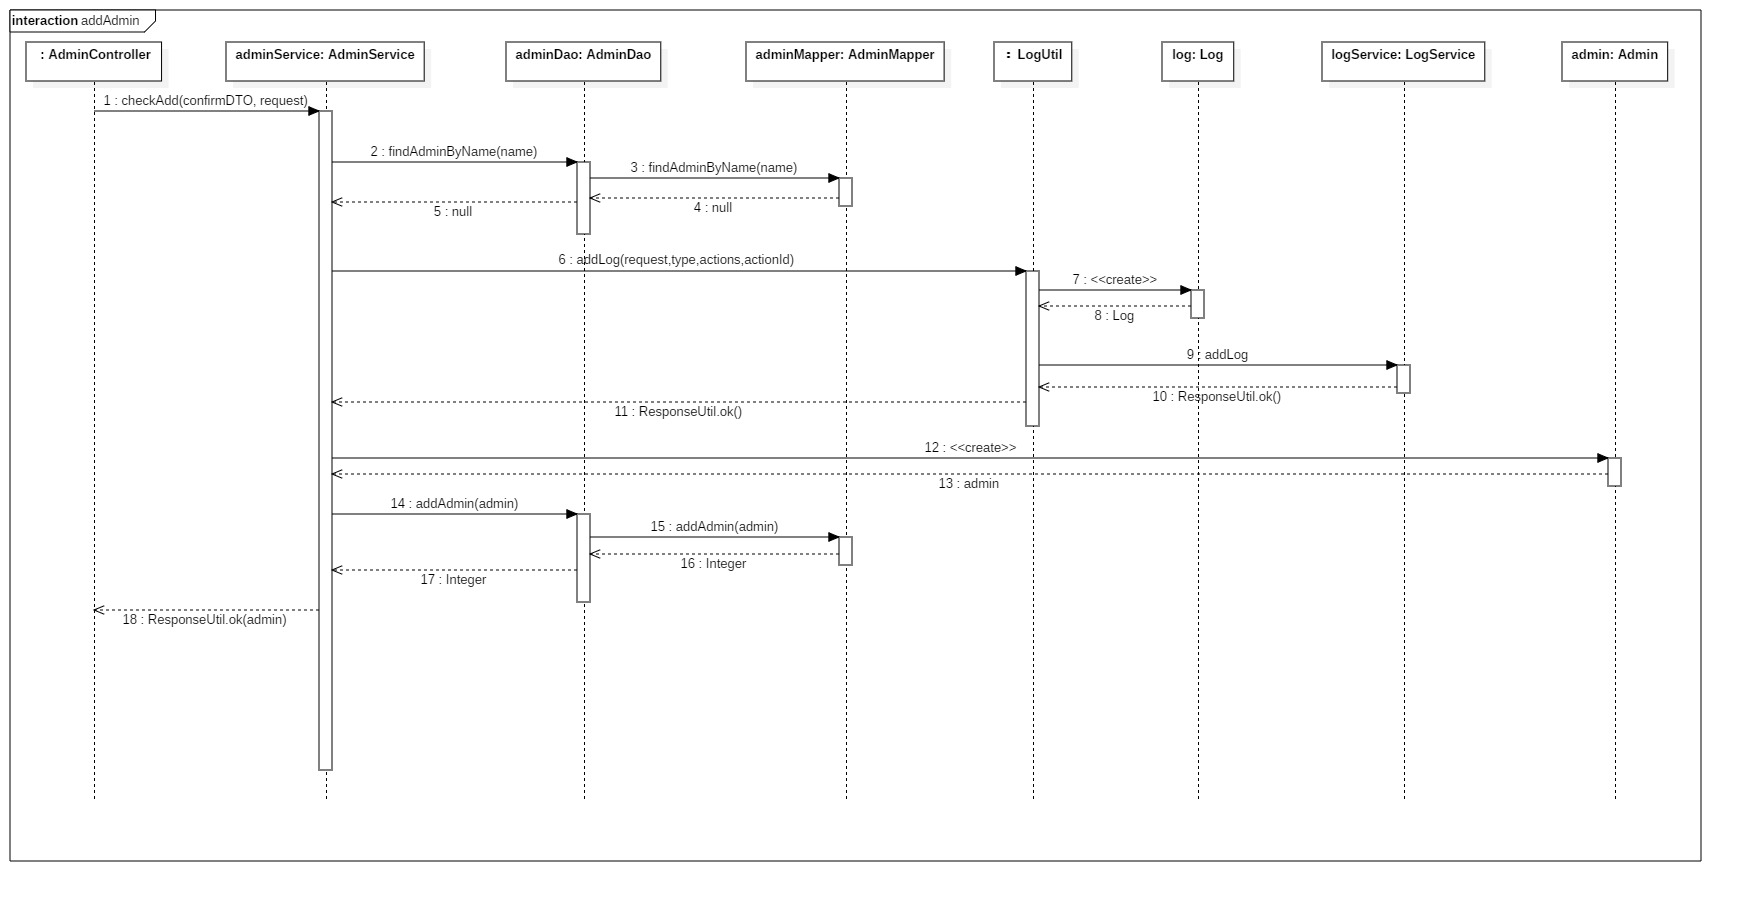 interaction addAdmin
: AdminController
adminService: AdminService
adminDao: AdminDao
adminMapper: AdminMapper
: LogUtil
log: Log
logService: LogService
admin: Admin
1 : checkAdd(confirmDTO, request)
2 : findAdminByName(name)
3 : findAdminByName(name)
4 : null
5 : null
6 : addLog(request,type,actions,actionId)
7 : <<create>>
8 : Log
9 : addLog
10 : ResponseUtil.ok()
11 : ResponseUtil.ok()
12 : <<create>>
13 : admin
14 : addAdmin(admin)
15 : addAdmin(admin)
16 : Integer
17 : Integer
18 : ResponseUtil.ok(admin)